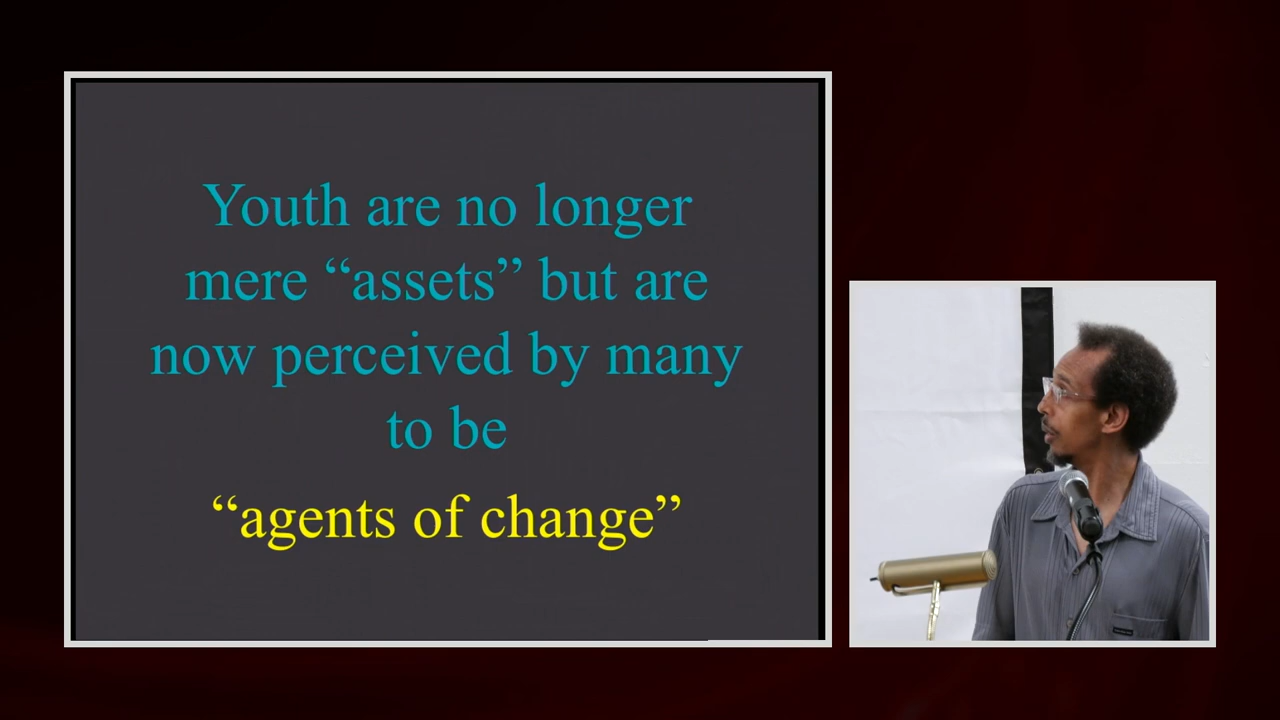 Youth are no longer
mere “assets” but are
now perceived by many
to be
“agents of change”